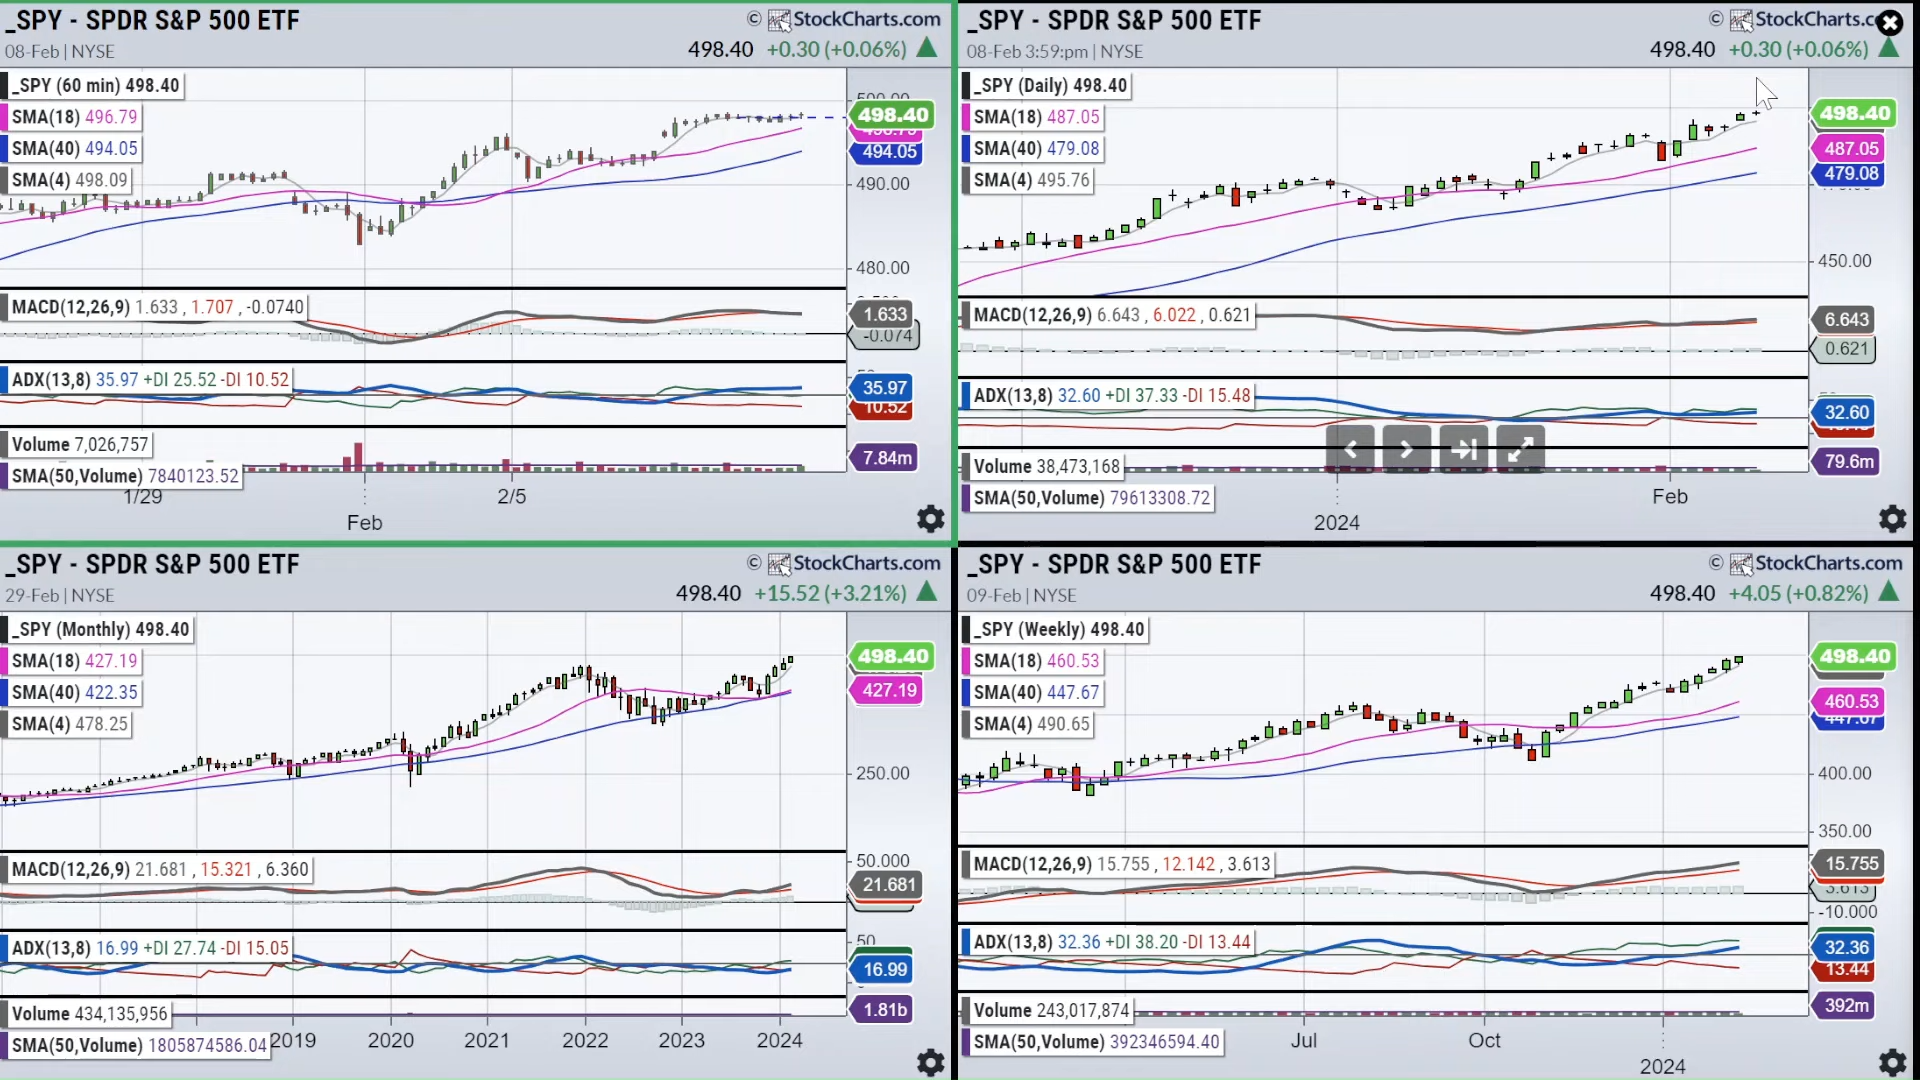 _SPY - SPDR S&P 500 ETF
© StockCharts.com
08-Feb | NYSE
498.40 +0.30 (+0.06%)
_SPY (60 min) 498.40
SMA(18) 496.79
SMA(40) 494.05
SMA(4) 498.09
498.40
494.05
490.00
480.00
MACD(12,26,9) 1.633 , 1.707 , -0.0740
1.633
-0.074
ADX(13,8) 35.97 +DI 25.52 -DI 10.52
35.97
10.52
Volume 7,026,757
SMA(50,Volume) 7840123.52
7.84m
1/29
2/5
Feb
_SPY - SPDR S&P 500 ETF
© StockCharts.c
08-Feb 3:59:pm | NYSE
498.40 +0.30 (+0.06%)
_SPY (Daily) 498.40
SMA(18) 487.05
SMA(40) 479.08
SMA(4) 495.76
498.40
487.05
479.08
450.00
MACD(12,26,9) 6.643 , 6.022 , 0.621
6.643
0.621
ADX(13,8) 32.60 +DI 37.33 -DI 15.48
32.60
Volume 38,473,168
SMA(50,Volume) 79613308.72
79.6m
Feb
2024
_SPY - SPDR S&P 500 ETF
© StockCharts.com
29-Feb | NYSE
498.40 +15.52 (+3.21%)
_SPY (Monthly) 498.40
SMA(18) 427.19
SMA(40) 422.35
SMA(4) 478.25
498.40
427.19
250.00
MACD(12,26,9) 21.681 , 15.321 , 6.360
50.000
21.681
ADX(13,8) 16.99 +DI 27.74 -DI 15.05
50
16.99
Volume 434,135,956
SMA(50,Volume) 1805874586.04
1.81b
2019
2020
2021
2022
2023
2024
_SPY - SPDR S&P 500 ETF
© StockCharts.com
09-Feb | NYSE
498.40 +4.05 (+0.82%)
_SPY (Weekly) 498.40
SMA(18) 460.53
SMA(40) 447.67
SMA(4) 490.65
498.40
460.53
447.67
400.00
350.00
MACD(12,26,9) 15.755 , 12.142 , 3.613
15.755
3.613
-10.000
ADX(13,8) 32.36 +DI 38.20 -DI 13.44
32.36
13.44
Volume 243,017,874
SMA(50,Volume) 392346594.40
392m
Jul
Oct
2024